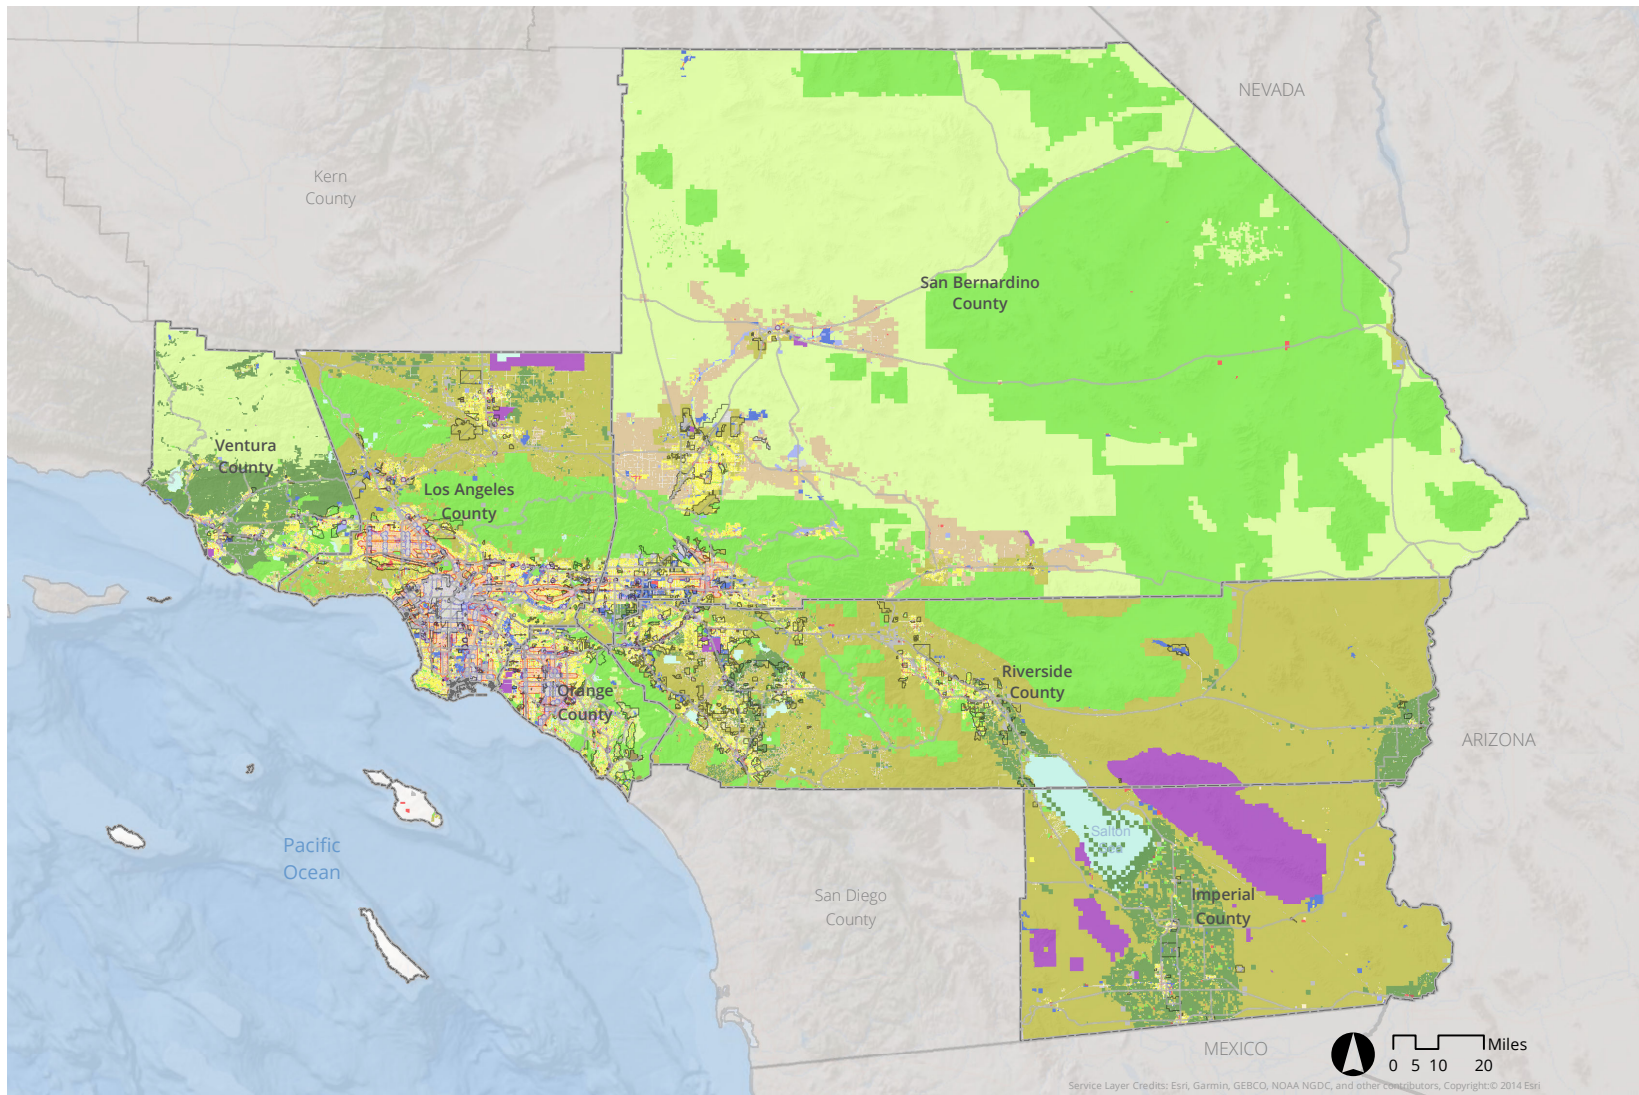 NEVADA
Kern
County
San Bernardino
County
Ventura
County
Los Angeles
County
Riverside
County
Orange
County
ARIZONA
Salton
Sea
Pacific
Ocean
San Diego
County
Imperial
County
MEXICO
Miles
0 5 10 20
Service Layer Credits: Esri, Garmin, GEBCO, NOAA NGDC, and other contributors, Copyright:© 2014 Esri